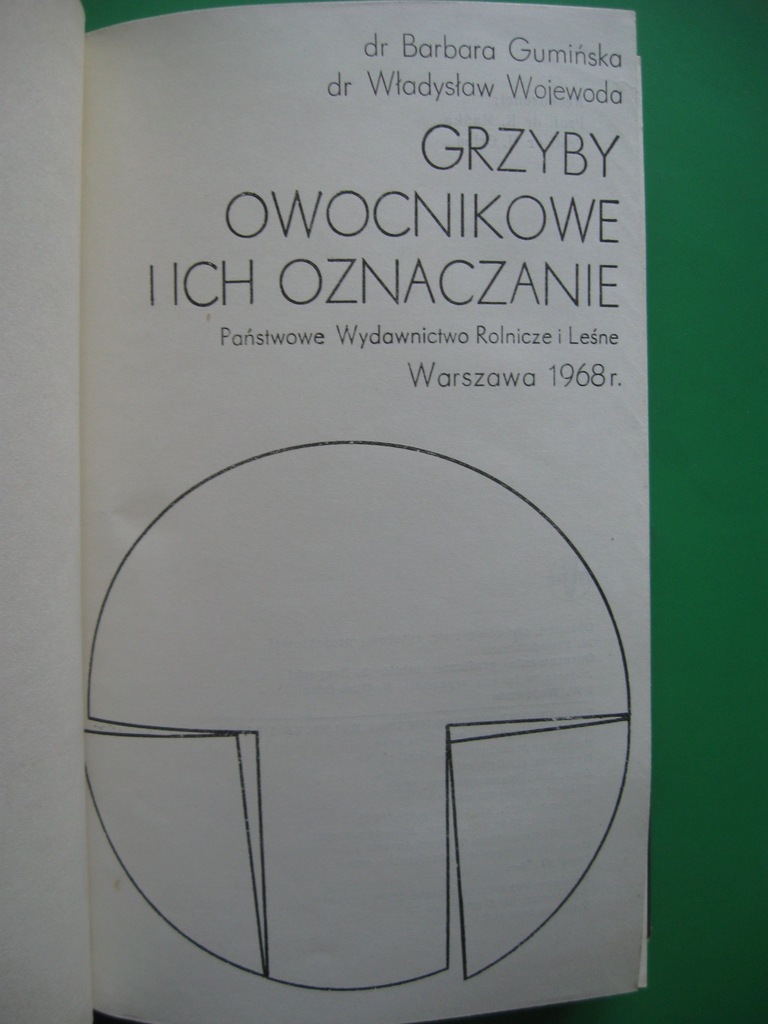 dr Barbara Gumińska
dr Władysław Wojewoda
GRZYBY
OWOCNIKOWE
I ICH OZNACZANIE
Państwowe Wydawnictwo Rolnicze i Leśne
Warszawa 1968 r.